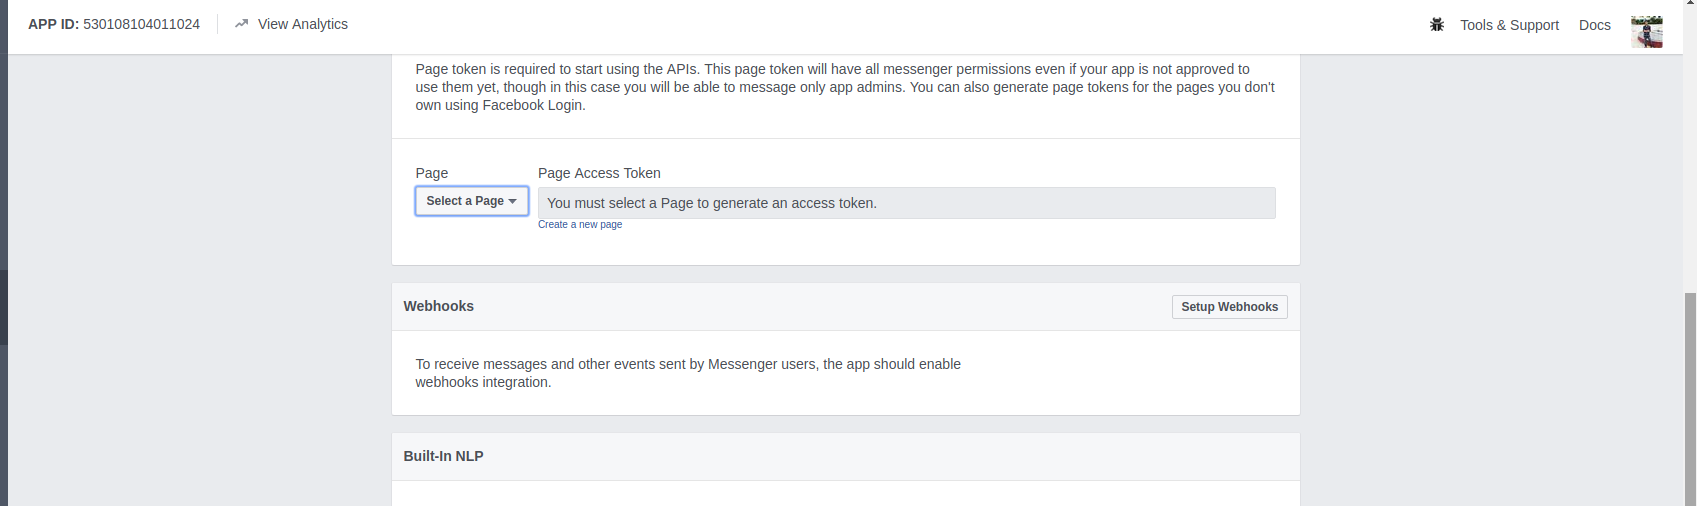 APP ID: 530108104011024 View Analytics Tools & Support Docs
Page token is required to start using the APIs. This page token will have all messenger permissions even if your app is not approved to
use them yet, though in this case you will be able to message only app admins. You can also generate page tokens for the pages you don't
own using Facebook Login.
Page Page Access Token
Select a Page You must select a Page to generate an access token.
Create a new page
Webhooks Setup Webhooks
To receive messages and other events sent by Messenger users, the app should enable
webhooks integration.
Built-In NLP